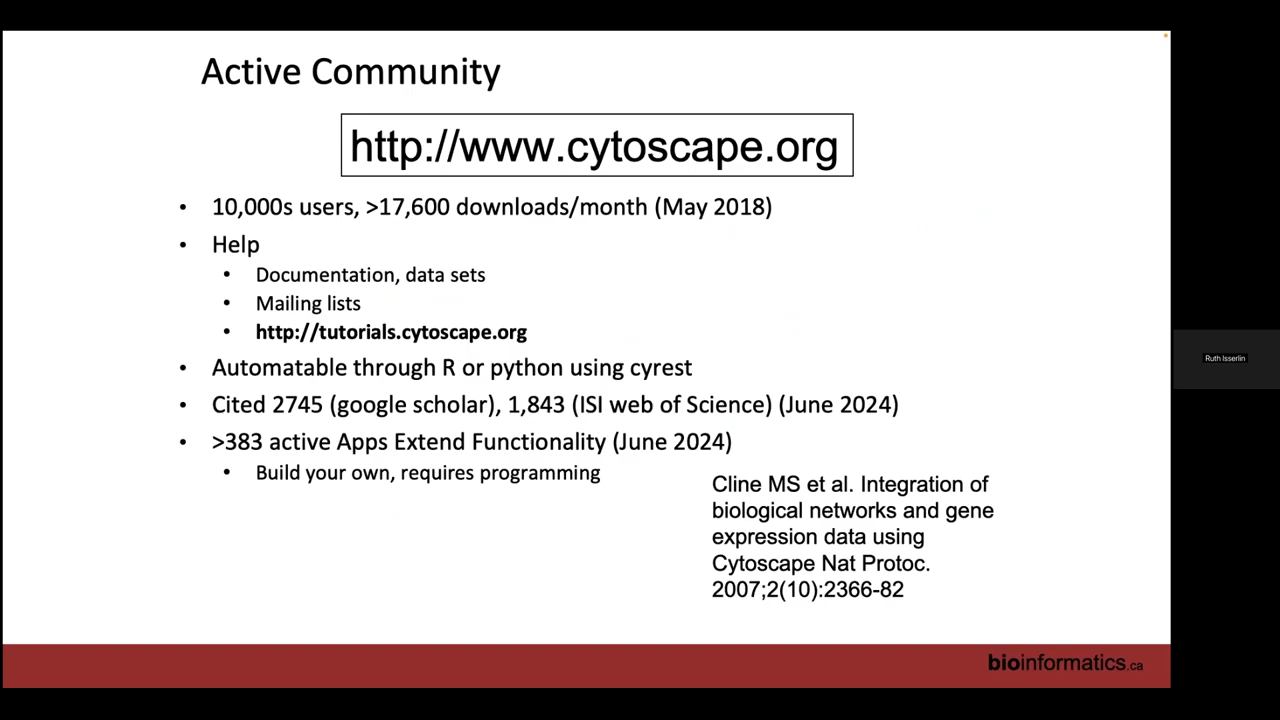 Active Community
http://www.cytoscape.org
• 10,000s users, >17,600 downloads/month (May 2018)
• Help
• Documentation, data sets
• Mailing lists
• http://tutorials.cytoscape.org
• Automatable through R or python using cyrest
• Cited 2745 (google scholar), 1,843 (ISI web of Science) (June 2024)
• >383 active Apps Extend Functionality (June 2024)
• Build your own, requires programming
Cline MS et al. Integration of
biological networks and gene
expression data using
Cytoscape Nat Protoc.
2007;2(10):2366-82
Ruth Isserlin
bioinformatics.ca